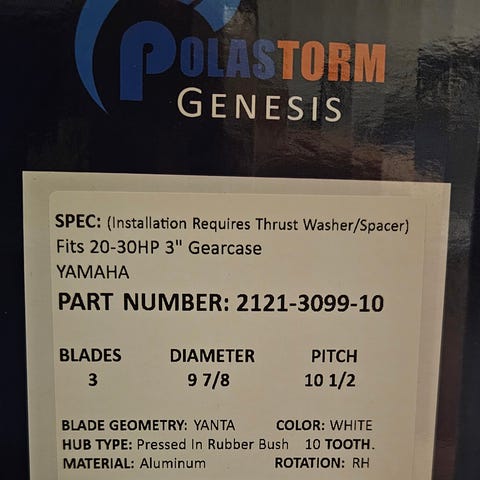 POLASTORM
GENESIS
SPEC: (Installation Requires Thrust Washer/Spacer)
Fits 20-30HP 3" Gearcase
YAMAHA
PART NUMBER: 2121-3099-10
BLADES DIAMETER PITCH
3 9 7/8 10 1/2
BLADE GEOMETRY: YANTA COLOR: WHITE
HUB TYPE: Pressed In Rubber Bush 10 TOOTH.
MATERIAL: Aluminum ROTATION: RH